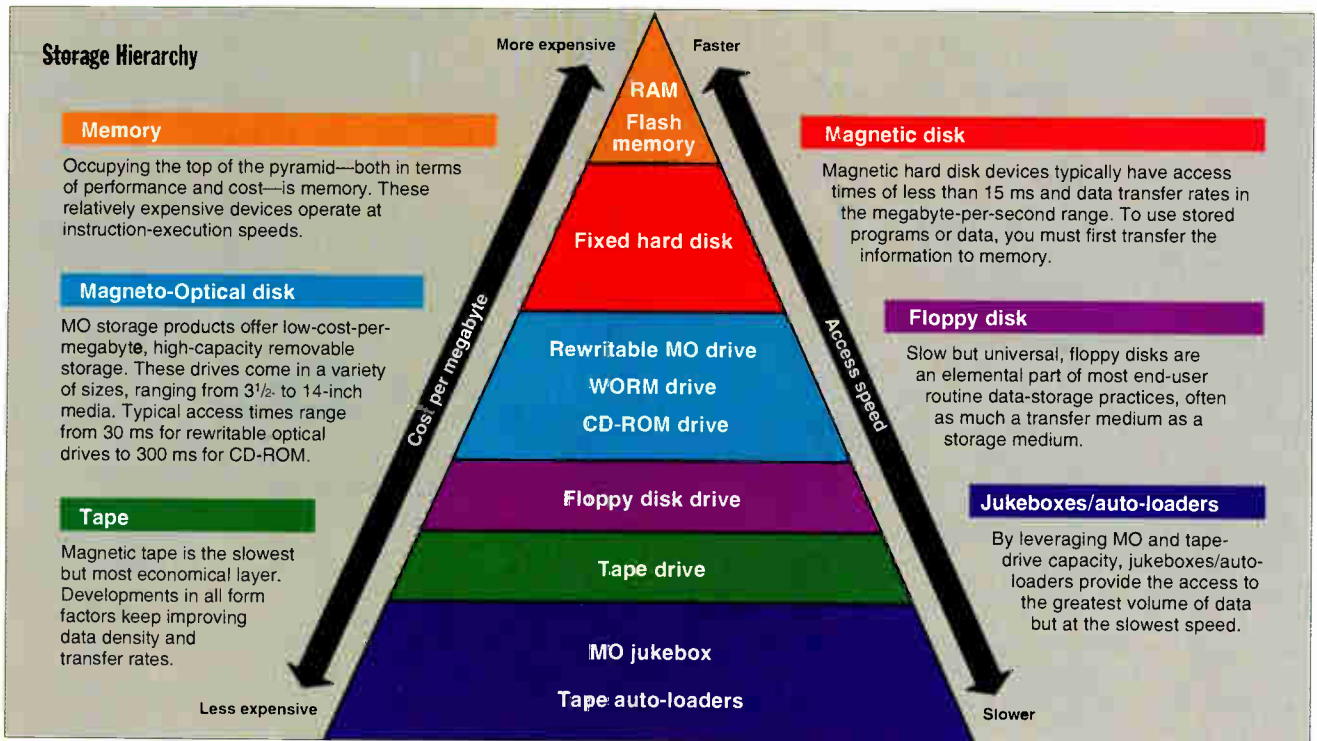 Storage Hierarchy
More expensive
Faster
RAM
Flash
memory
Fixed hard disk
Rewritable MO drive
WORM drive
CD-ROM drive
Floppy disk drive
Tape drive
MO jukebox
Tape auto-loaders
Cost per megabyte
Access speed
Less expensive
Slower
Memory
Occupying the top of the pyramid—both in terms
of performance and cost—is memory. These
relatively expensive devices operate at
instruction-execution speeds.
Magneto-Optical disk
MO storage products offer low-cost-per-
megabyte, high-capacity removable
storage. These drives come in a variety
of sizes, ranging from 3½- to 14-inch
media. Typical access times range
from 30 ms for rewritable optical
drives to 300 ms for CD-ROM.
Tape
Magnetic tape is the slowest
but most economical layer.
Developments in all form
factors keep improving
data density and
transfer rates.
Magnetic disk
Magnetic hard disk devices typically have access
times of less than 15 ms and data transfer rates in
the megabyte-per-second range. To use stored
programs or data, you must first transfer the
information to memory.
Floppy disk
Slow but universal, floppy disks are
an elemental part of most end-user
routine data-storage practices, often
as much a transfer medium as a
storage medium.
Jukeboxes/auto-loaders
By leveraging MO and tape-
drive capacity, jukeboxes/auto-
loaders provide the access to
the greatest volume of data
but at the slowest speed.